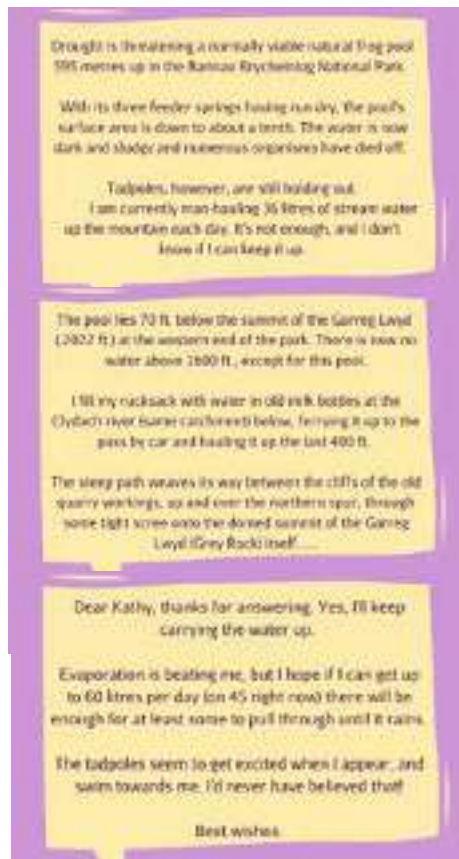 Drought is threatening a normally viable natural frog pool
595 metres up in the Bannau Brycheiniog National Park.
With its three feeder springs having run dry, the pool's
surface area is down to about a tenth. The water is now
dark and sludgy and numerous organisms have died off.
Tadpoles, however, are still holding out.
I am currently man-hauling 36 litres of stream water
up the mountain each day. It's not enough, and I don't
know if I can keep it up.
The pool lies 70 ft. below the summit of the Garreg Lwyd
(2022 ft.) at the western end of the park. There is now no
water above 1600 ft., except for this pool.
I fill my rucksack with water in old milk bottles at the
Clydach river (same catchment) below, ferrying it up to the
pass by car and hauling it up the last 400 ft.
The steep path weaves its way between the cliffs of the old
quarry workings, up and over the northern spur, through
some tight scree onto the domed summit of the Garreg
Lwyd (Grey Rock) itself.....
Dear Kathy, thanks for answering. Yes, I'll keep
carrying the water up.
Evaporation is beating me, but I hope if I can get up
to 60 litres per day (on 45 right now) there will be
enough for at least some to pull through until it rains.
The tadpoles seem to get excited when I appear, and
swim towards me. I'd never have believed that!
Best wishes